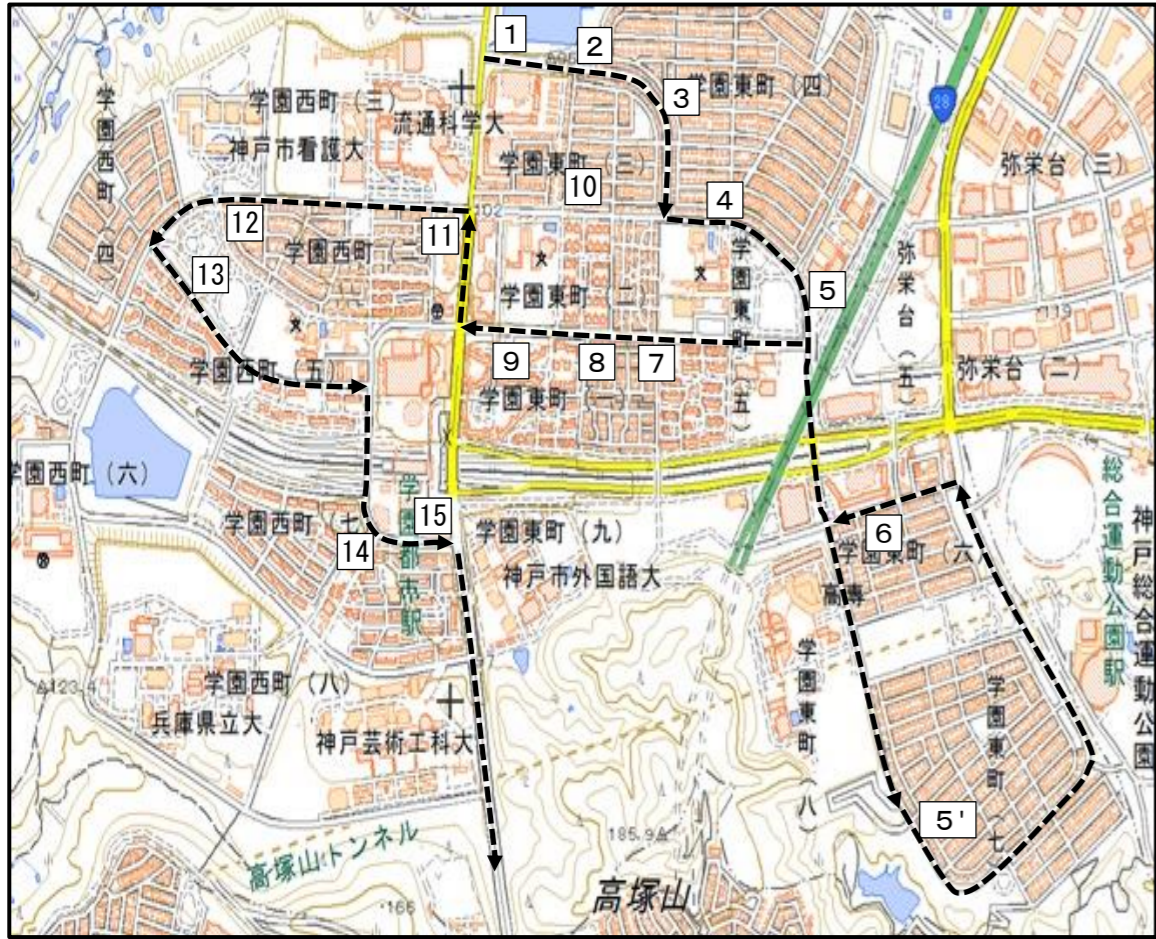 1
2
3
学園東町（四）
28
学園西町（三）
流通科学大
神戸市看護大
学園西町（四）
学園東町（三）
10
弥栄台（三）
4
12
11
102
学園西町（二）
13
学園東町（二）
学園東町（五）
5
弥栄台（五）
119
弥栄台（二）
9
8
7
学園西町（五）
学園東町（一）
学園西町（六）
学園西町（七）
14
15
学園都市駅
学園東町（九）
神戸市外国語大
6
学園東町（六）
高専
総合運動公園駅
神戸総合運動公園
学園東町（八）
学園東町（七）
5'
123.4
学園西町（八）
兵庫県立大
神戸芸術工科大
高塚山トンネル
185.9
高塚山
166